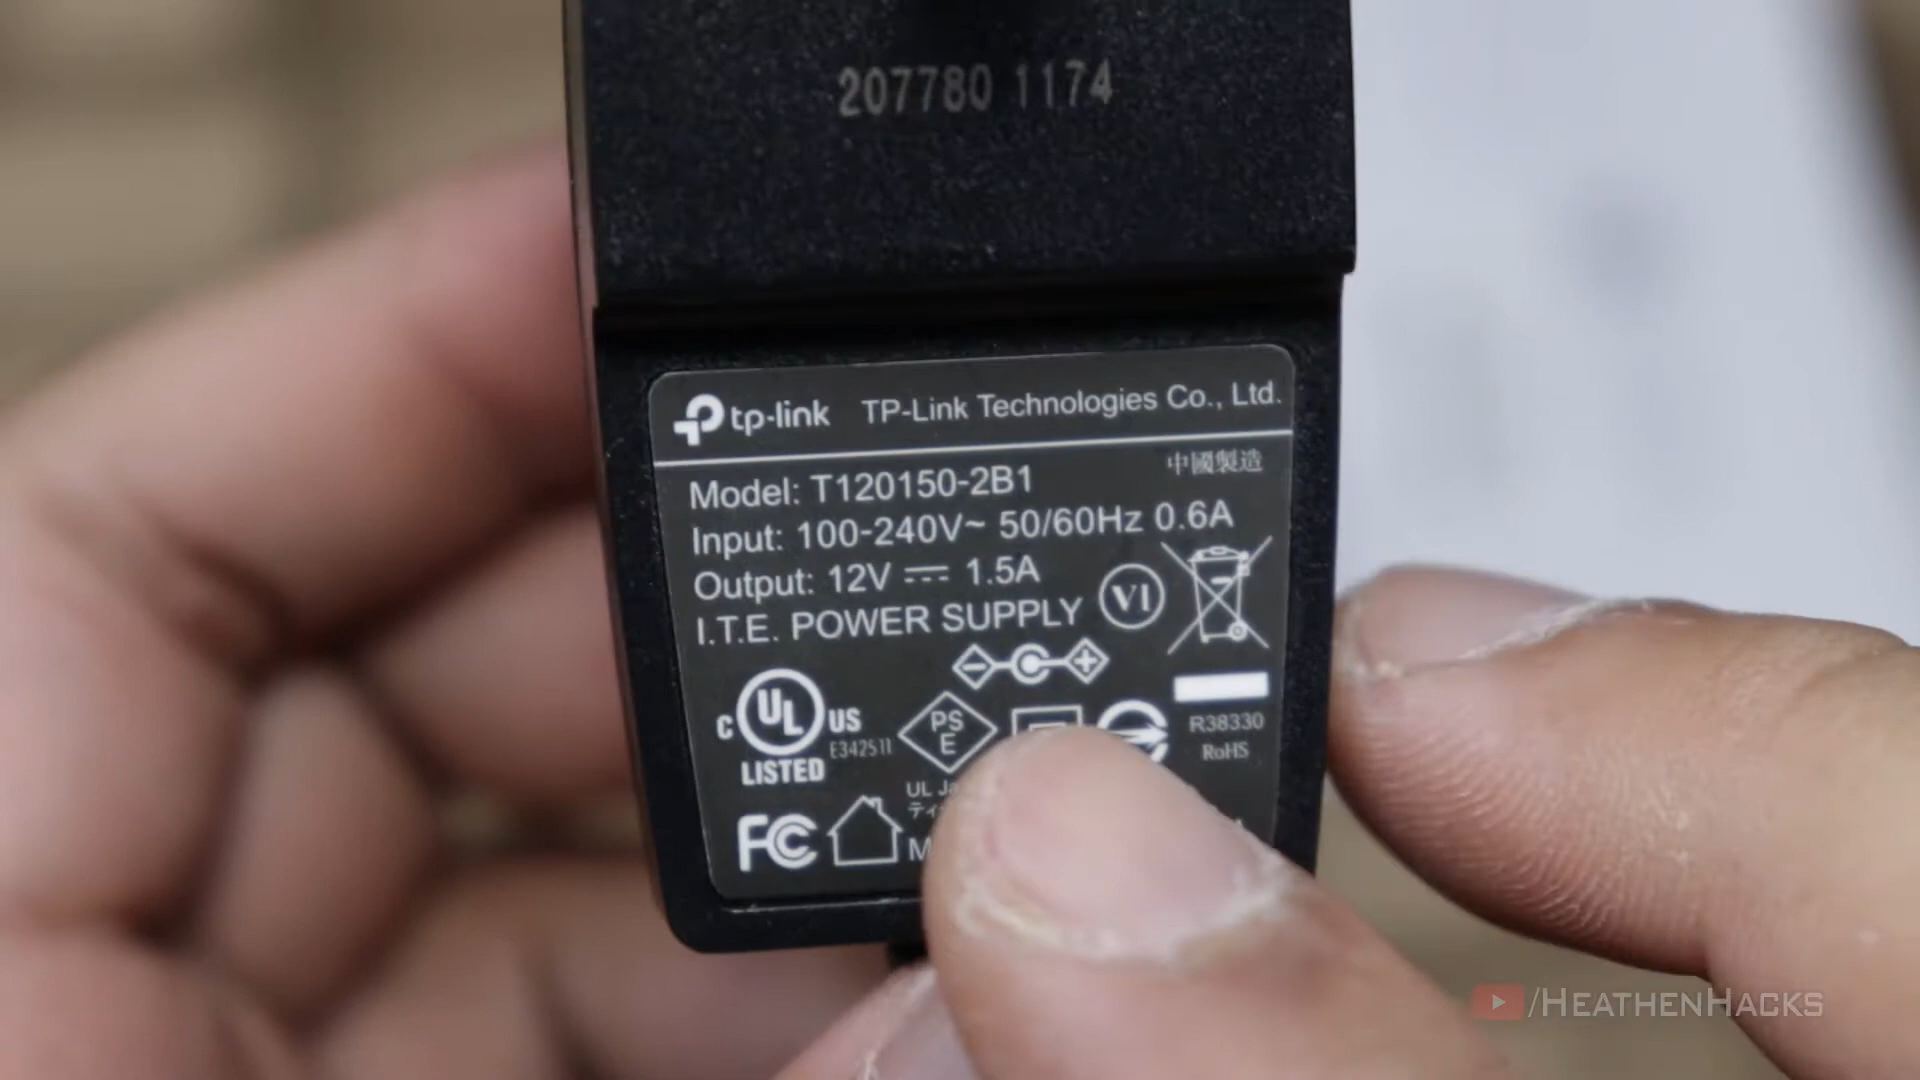 207780 1174
tp-link TP-Link Technologies Co., Ltd.
中國製造
Model: T120150-2B1
Input: 100-240V~ 50/60Hz 0.6A
Output: 12V ⎓ 1.5A
I.T.E. POWER SUPPLY
VI
C UL US
LISTED
E342511
PS
E
R38330
RoHS
UL
FC
/HEATHENHACKS